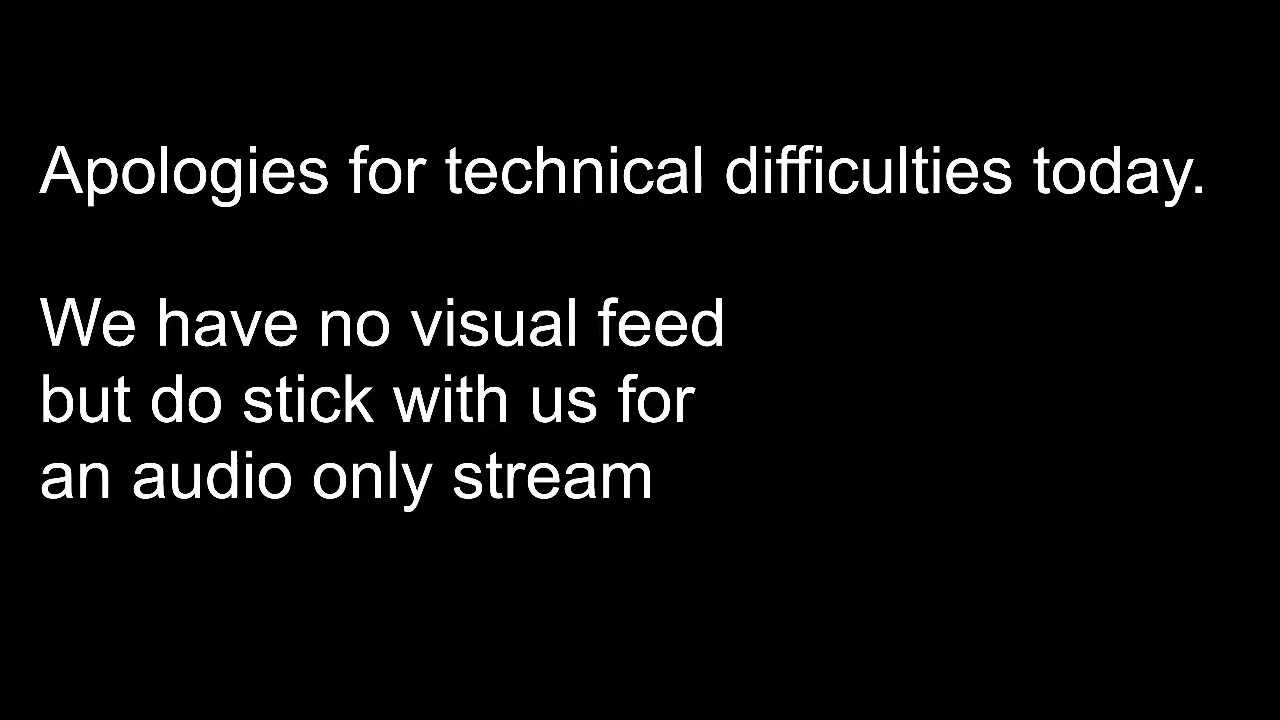 Apologies for technical difficulties today.
We have no visual feed
but do stick with us for
an audio only stream